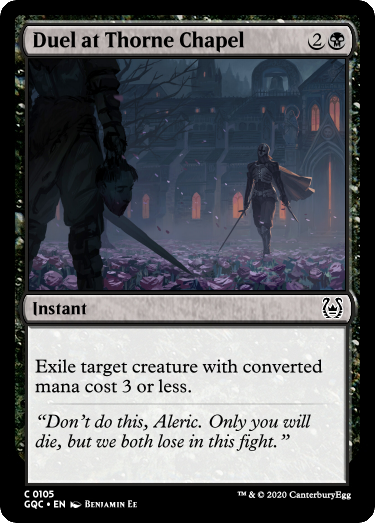 Duel at Thorne Chapel 2
Instant
Exile target creature with converted
mana cost 3 or less.
“Don’t do this, Aleric. Only you will
die, but we both lose in this fight.”
C 0105
GQC • EN Benjamin Ee
™ & © 2020 CanterburyEgg